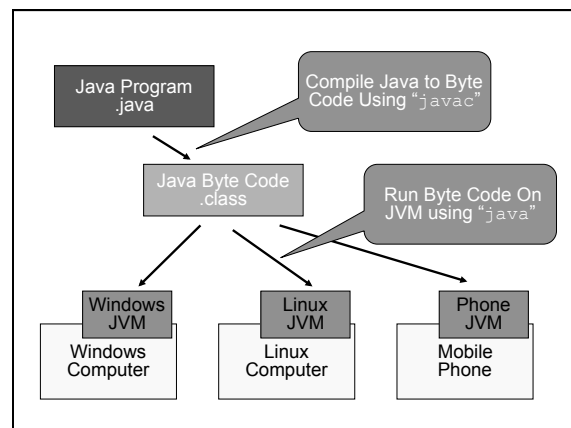 Java Program
.java
Compile Java to Byte
Code Using “javac”
Java Byte Code
.class
Run Byte Code On
JVM using “java”
Windows
JVM
Windows
Computer
Linux
JVM
Linux
Computer
Phone
JVM
Mobile
Phone